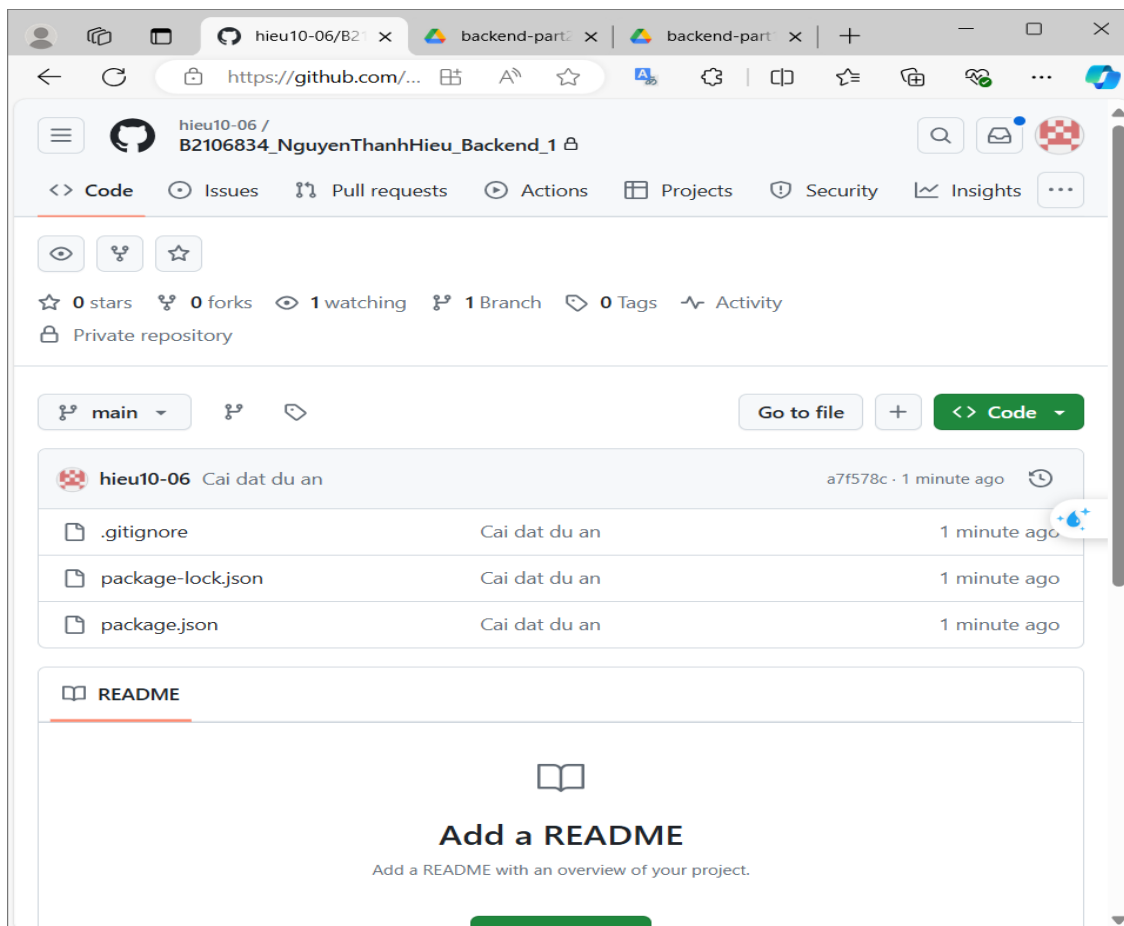 hieu10-06/B21
backend-part2
backend-part1
https://github.com/...
hieu10-06 /
B2106834_NguyenThanhHieu_Backend_1
Code Issues Pull requests Actions Projects Security Insights
0 stars 0 forks 1 watching 1 Branch 0 Tags Activity
Private repository
main Go to file Code
hieu10-06 Cai dat du an a7f578c · 1 minute ago
.gitignore Cai dat du an 1 minute ago
package-lock.json Cai dat du an 1 minute ago
package.json Cai dat du an 1 minute ago
README
Add a README
Add a README with an overview of your project.